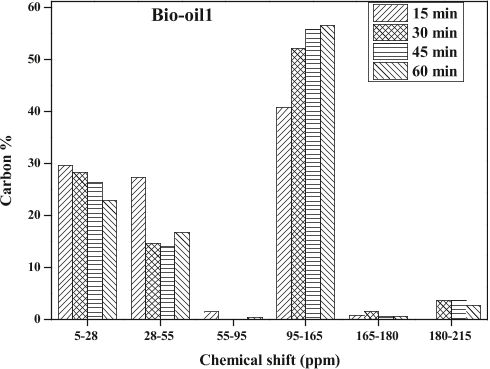 Bio-oil1
15 min
30 min
45 min
60 min
60
50
40
30
20
10
0
Carbon %
5-28 28-55 55-95 95-165 165-180 180-215
Chemical shift (ppm)